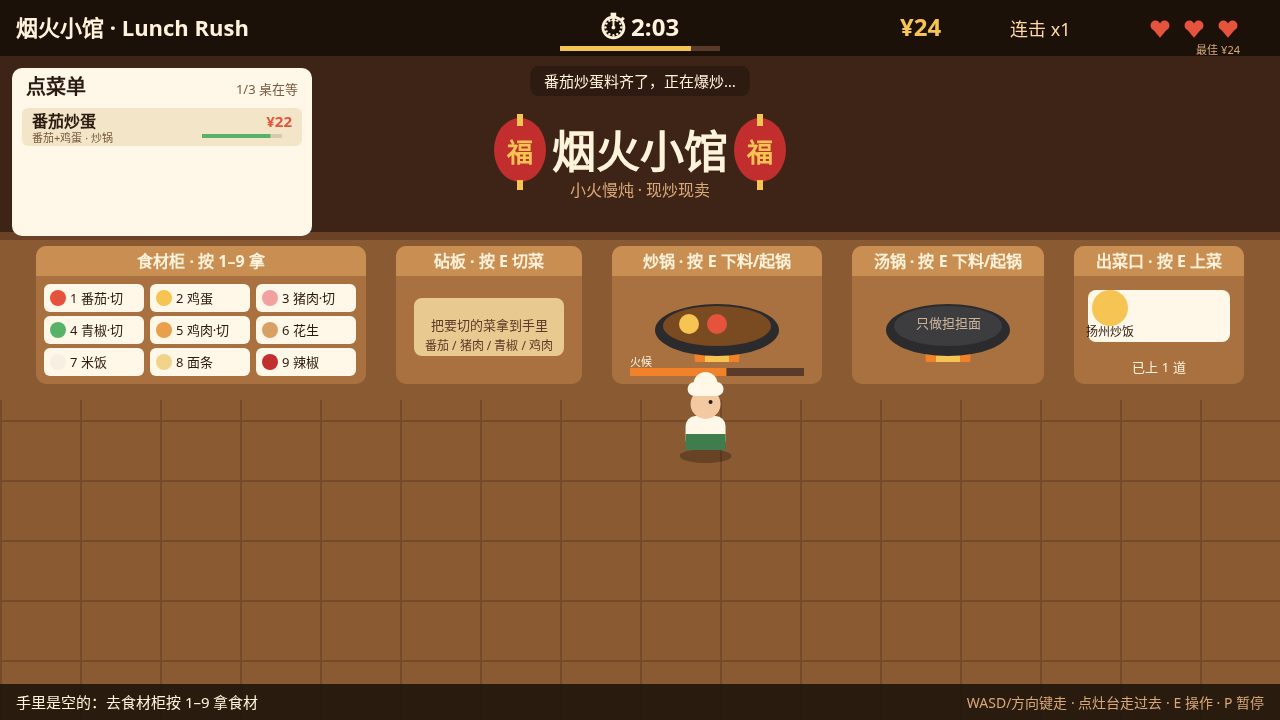 烟火小馆 · Lunch Rush
2:03
¥24
连击 x1
最佳 ¥24
点菜单
1/3 桌在等
番茄炒蛋
¥22
番茄+鸡蛋 · 炒锅
番茄炒蛋料齐了，正在爆炒…
福
烟火小馆
福
小火慢炖 · 现炒现卖
食材柜 · 按 1–9 拿
1 番茄·切
2 鸡蛋
3 猪肉·切
4 青椒·切
5 鸡肉·切
6 花生
7 米饭
8 面条
9 辣椒
砧板 · 按 E 切菜
把要切的菜拿到手里
番茄 / 猪肉 / 青椒 / 鸡肉
炒锅 · 按 E 下料/起锅
火候
汤锅 · 按 E 下料/起锅
只做担担面
出菜口 · 按 E 上菜
扬州炒饭
已上 1 道
手里是空的：去食材柜按 1–9 拿食材
WASD/方向键走 · 点灶台走过去 · E 操作 · P 暂停